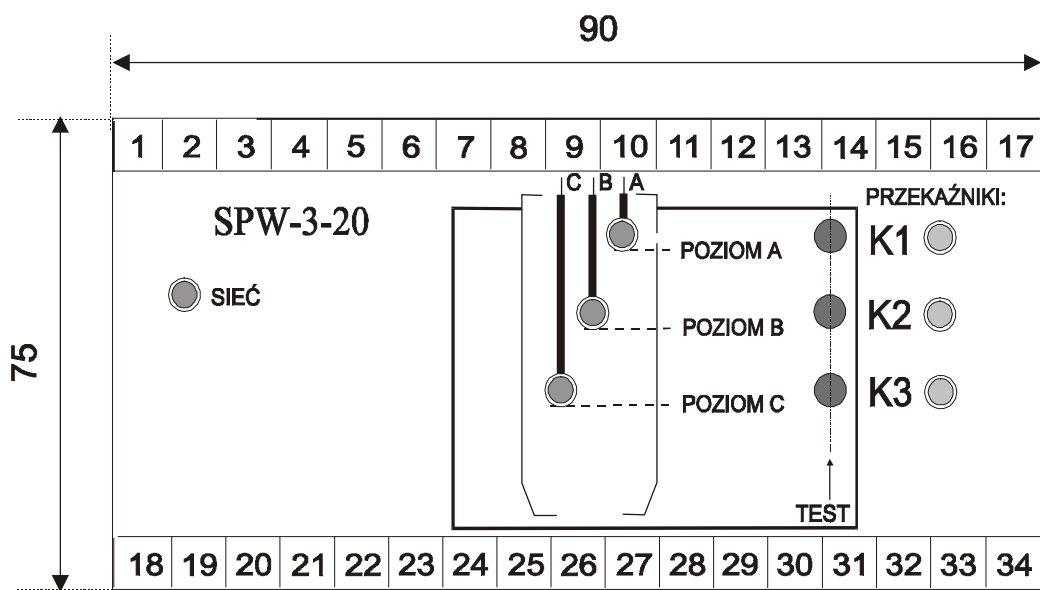 90
75
1 2 3 4 5 6 7 8 9 10 11 12 13 14 15 16 17
C B A
PRZEKAŹNIKI:
SPW-3-20
POZIOM A
K1
SIEĆ
POZIOM B
K2
POZIOM C
K3
TEST
18 19 20 21 22 23 24 25 26 27 28 29 30 31 32 33 34